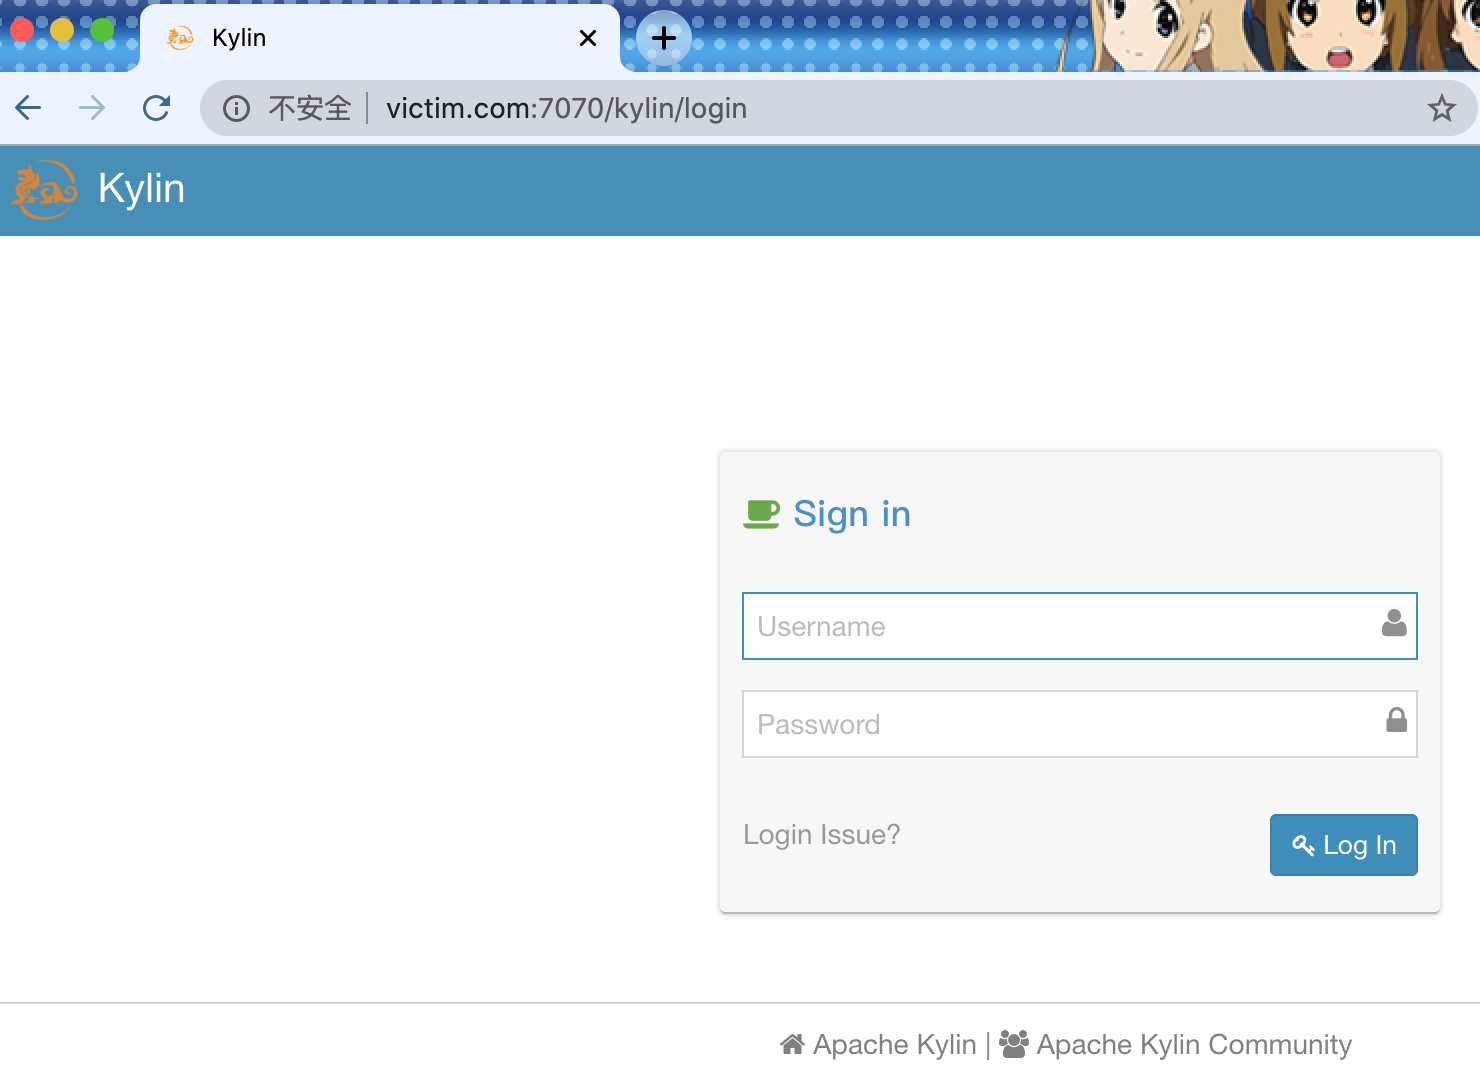 Kylin
不安全 victim.com:7070/kylin/login
Kylin
Sign in
Username
Password
Login Issue?
Log In
Apache Kylin | Apache Kylin Community